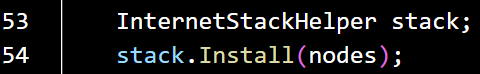 53 InternetStackHelper stack;
54 stack.Install(nodes);